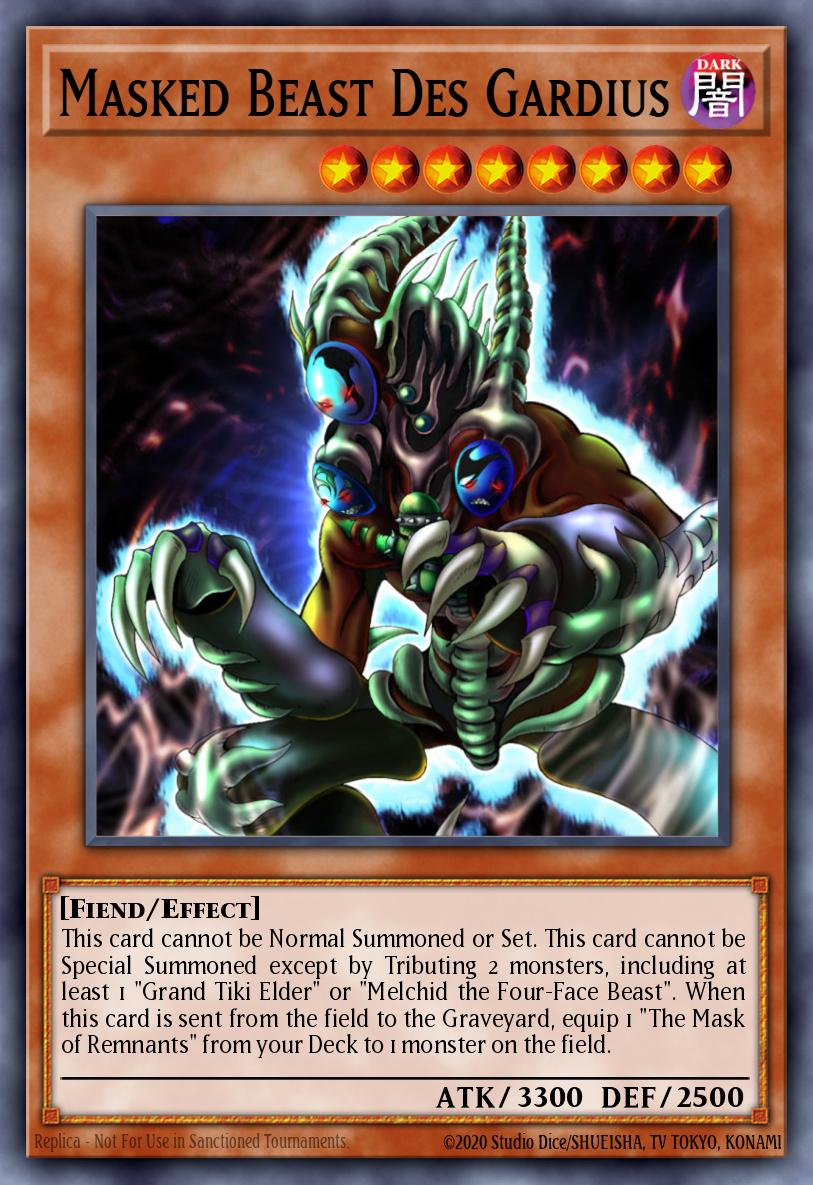 Masked Beast Des Gardius
DARK
闇
[Fiend/Effect]
This card cannot be Normal Summoned or Set. This card cannot be
Special Summoned except by Tributing 2 monsters, including at
least 1 "Grand Tiki Elder" or "Melchid the Four-Face Beast". When
this card is sent from the field to the Graveyard, equip 1 "The Mask
of Remnants" from your Deck to 1 monster on the field.
ATK/3300 DEF/2500
Replica - Not For Use in Sanctioned Tournaments.
©2020 Studio Dice/SHUEISHA, TV TOKYO, KONAMI